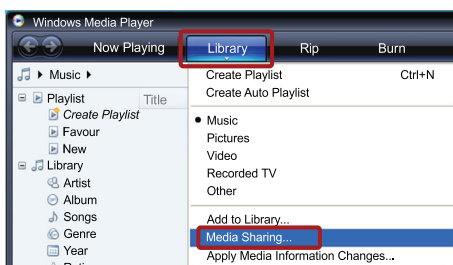 Windows Media Player
Now Playing Library Rip Burn
Music
Playlist Title
Create Playlist
Favour
New
Library
Artist
Album
Songs
Genre
Year
Create Playlist Ctrl+N
Create Auto Playlist
Music
Pictures
Video
Recorded TV
Other
Add to Library...
Media Sharing...
Apply Media Information Changes...